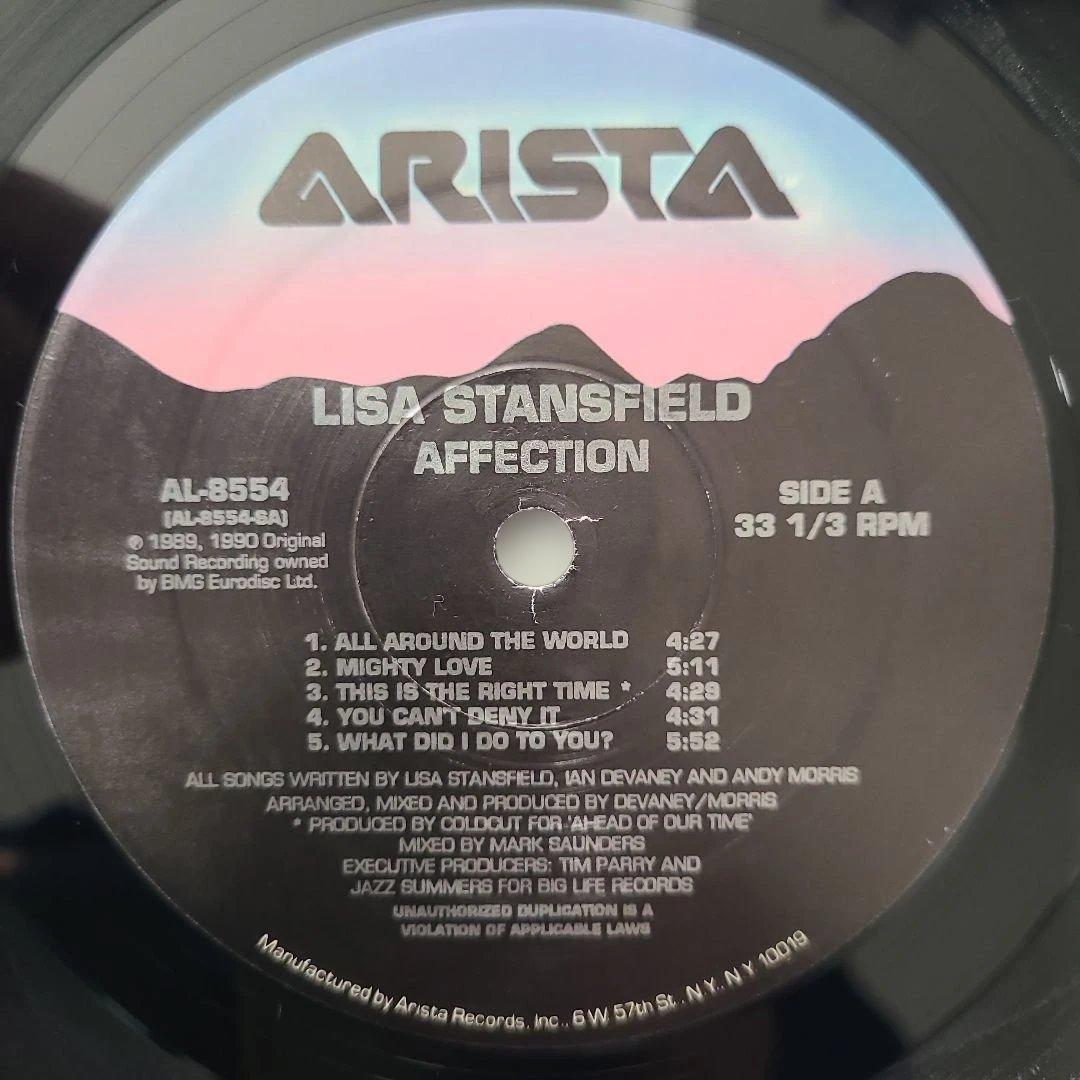 ARISTA
LISA STANSFIELD
AFFECTION
AL-8554
(AL-8554-SA)
℗ 1989, 1990 Original
Sound Recording owned
by BMG Eurodisc Ltd.
SIDE A
33 1/3 RPM
1. ALL AROUND THE WORLD 4:27
2. MIGHTY LOVE 5:11
3. THIS IS THE RIGHT TIME * 4:29
4. YOU CAN'T DENY IT 4:31
5. WHAT DID I DO TO YOU? 5:52
ALL SONGS WRITTEN BY LISA STANSFIELD, IAN DEVANEY AND ANDY MORRIS
ARRANGED, MIXED AND PRODUCED BY DEVANEY/MORRIS
* PRODUCED BY COLDCUT FOR 'AHEAD OF OUR TIME'
MIXED BY MARK SAUNDERS
EXECUTIVE PRODUCERS: TIM PARRY AND
JAZZ SUMMERS FOR BIG LIFE RECORDS
UNAUTHORIZED DUPLICATION IS A
VIOLATION OF APPLICABLE LAWS
Manufactured by Arista Records, Inc., 6 W. 57th St., N.Y., N.Y. 10019